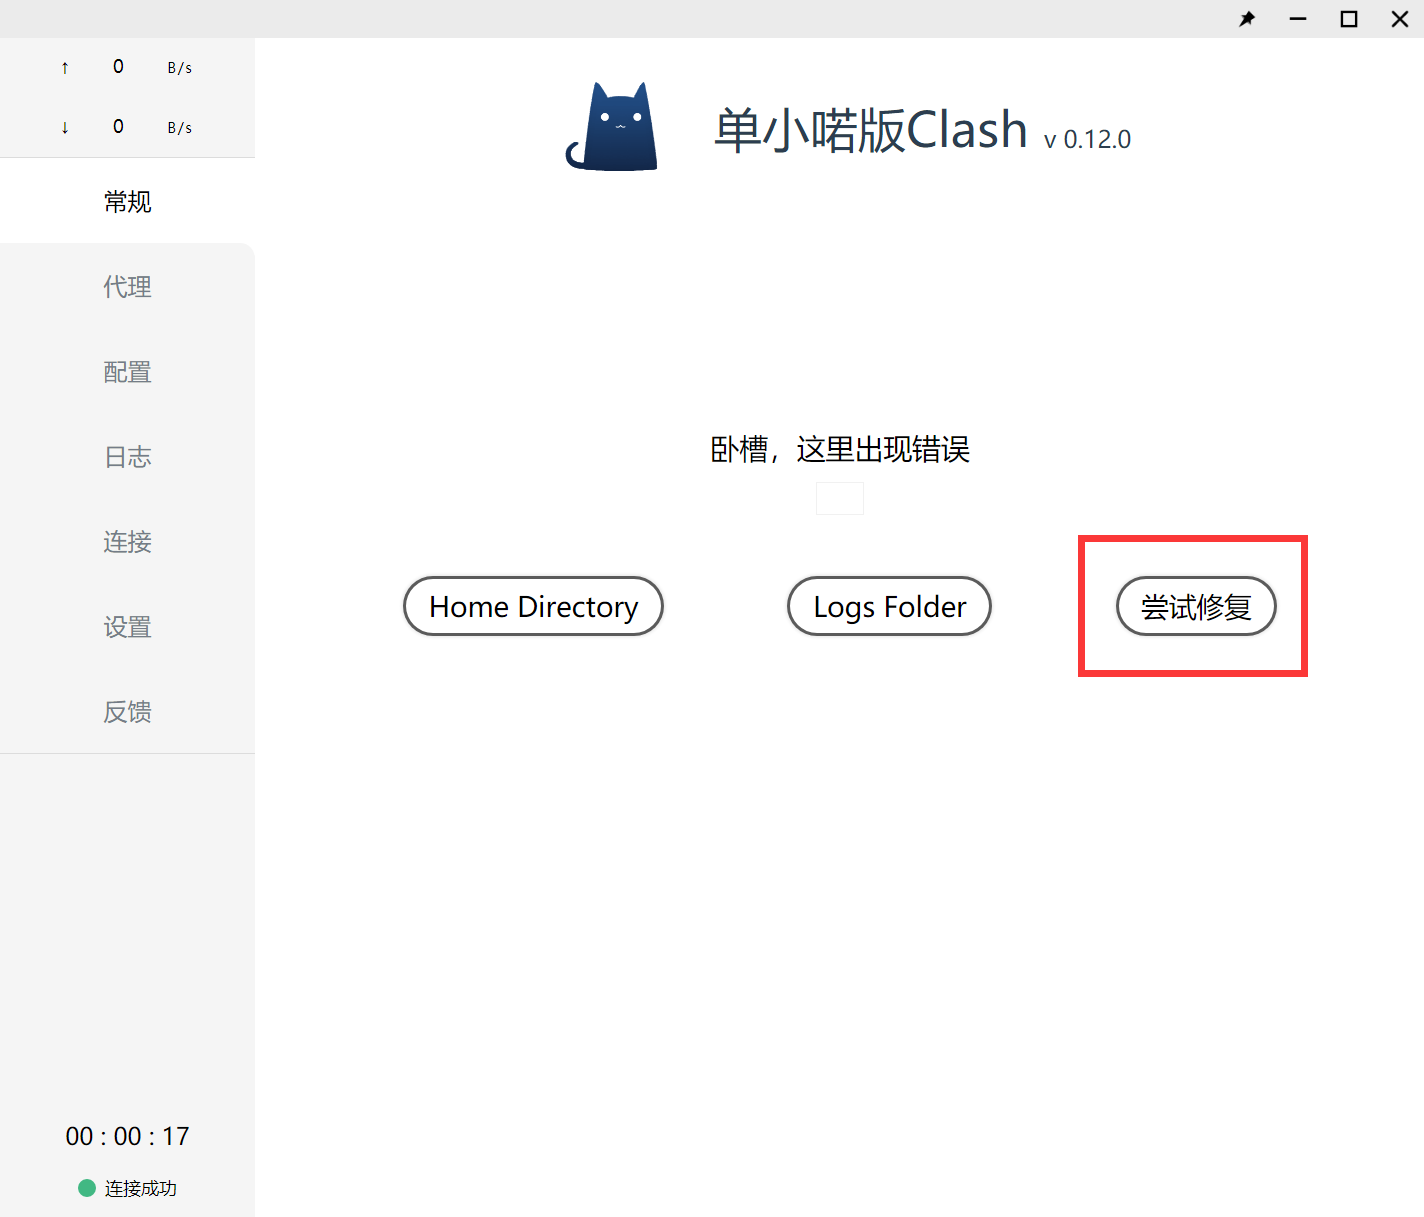 ↑ 0 B/s
↓ 0 B/s
常规
代理
配置
日志
连接
设置
反馈
00 : 00 : 17
连接成功
单小喏版Clash v 0.12.0
卧槽，这里出现错误
Home Directory
Logs Folder
尝试修复